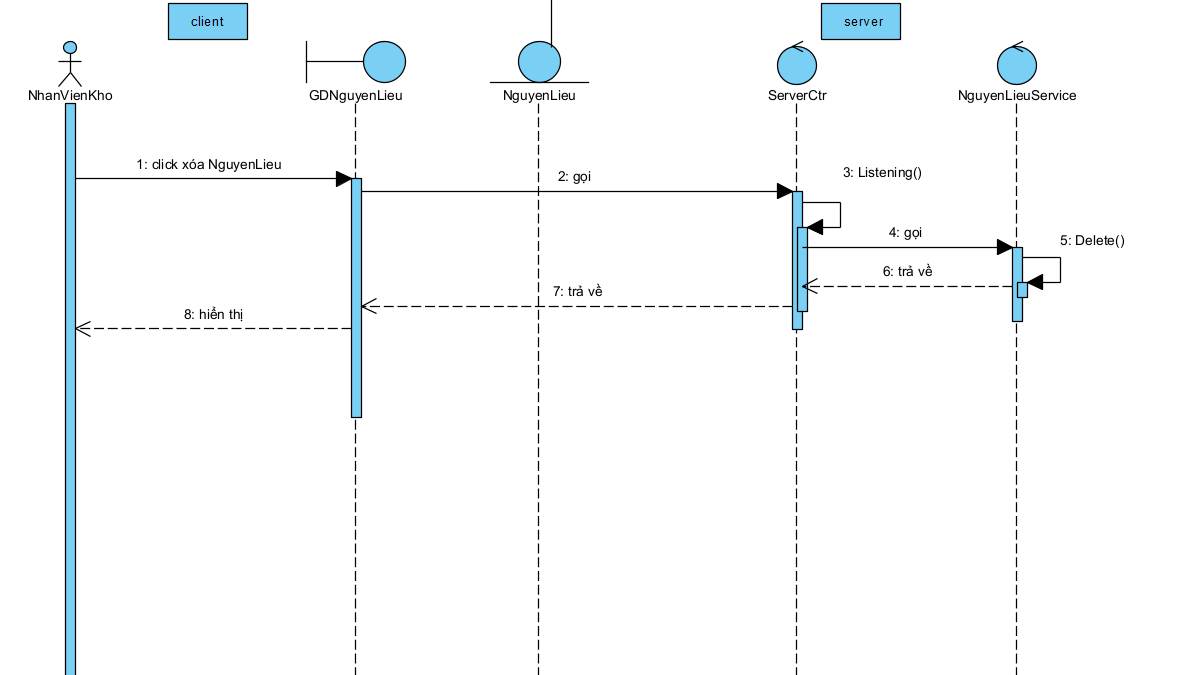 client
server
NhanVienKho
GDNguyenLieu
NguyenLieu
ServerCtr
NguyenLieuService
1: click xóa NguyenLieu
2: gọi
3: Listening()
4: gọi
5: Delete()
6: trả về
7: trả về
8: hiển thị